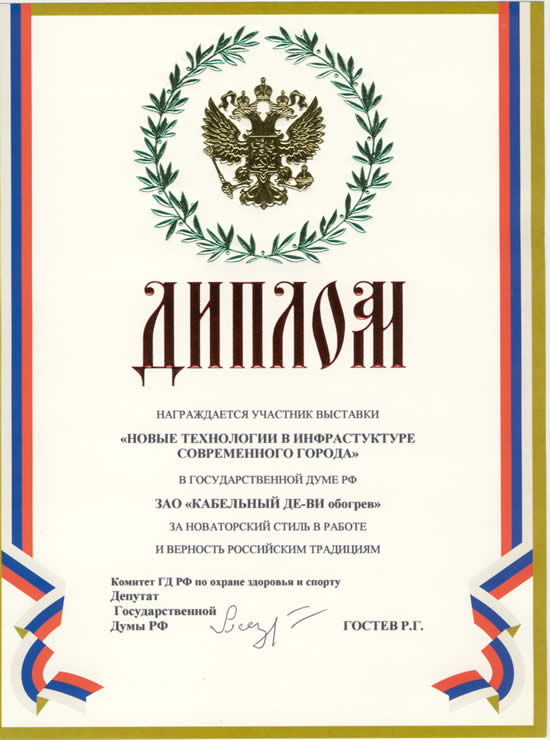 ДИПЛОМ
НАГРАЖДАЕТСЯ УЧАСТНИК ВЫСТАВКИ
«НОВЫЕ ТЕХНОЛОГИИ В ИНФРАСТУКТУРЕ
СОВРЕМЕННОГО ГОРОДА»
В ГОСУДАРСТВЕННОЙ ДУМЕ РФ
ЗАО «КАБЕЛЬНЫЙ ДЕ-ВИ обогрев»
ЗА НОВАТОРСКИЙ СТИЛЬ В РАБОТЕ
И ВЕРНОСТЬ РОССИЙСКИМ ТРАДИЦИЯМ
Комитет ГД РФ по охране здоровья и спорту
Депутат
Государственной
Думы РФ ГОСТЕВ Р.Г.